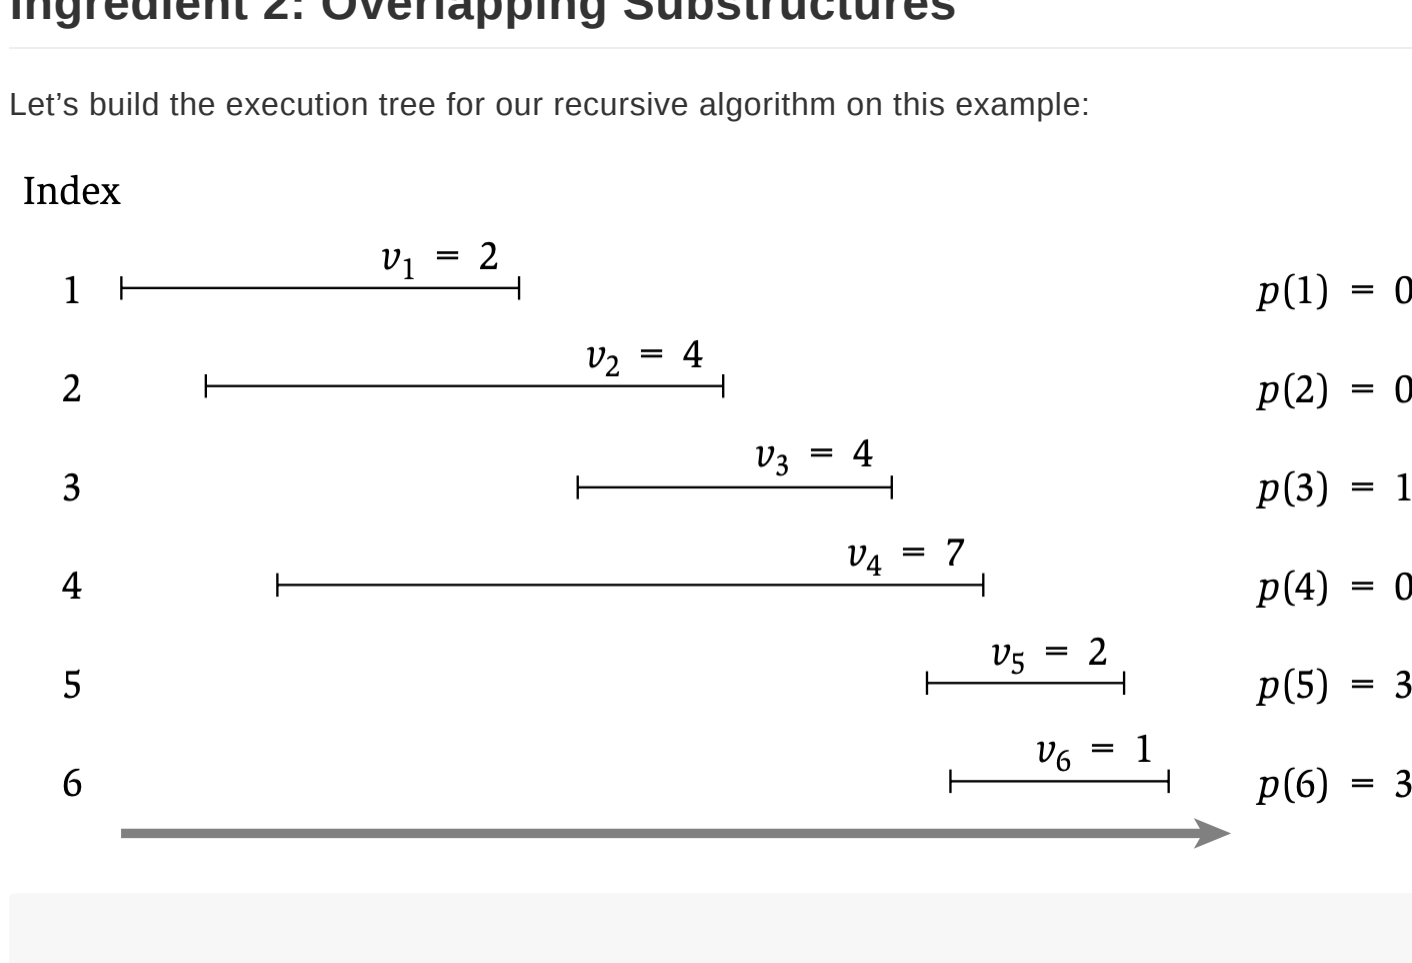 Ingredient 2: Overlapping Substructures
Let’s build the execution tree for our recursive algorithm on this example:
Index
v₁ = 2
1 p(1) = 0
v₂ = 4
2 p(2) = 0
v₃ = 4
3 p(3) = 1
v₄ = 7
4 p(4) = 0
v₅ = 2
5 p(5) = 3
v₆ = 1
6 p(6) = 3